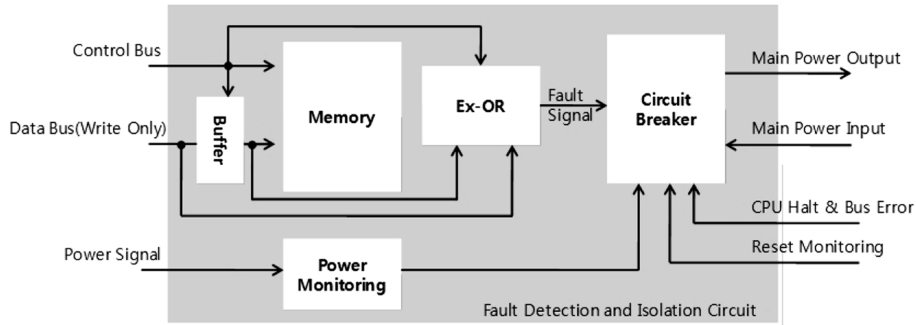 Control Bus
Data Bus(Write Only)
Buffer
Memory
Ex-OR
Fault
Signal
Circuit
Breaker
Main Power Output
Main Power Input
CPU Halt & Bus Error
Reset Monitoring
Power Signal
Power
Monitoring
Fault Detection and Isolation Circuit